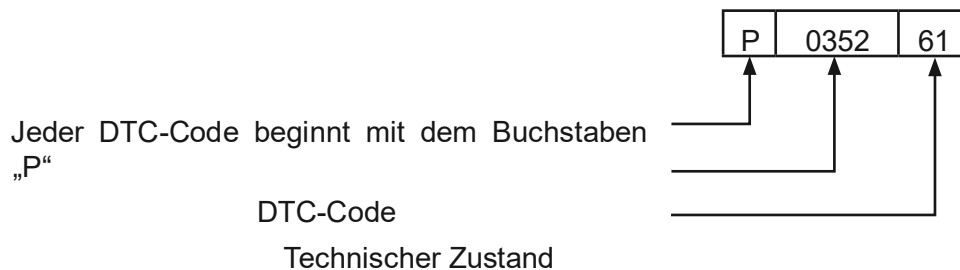 P 0352 61
Jeder DTC-Code beginnt mit dem Buchstaben
„P“
DTC-Code
Technischer Zustand